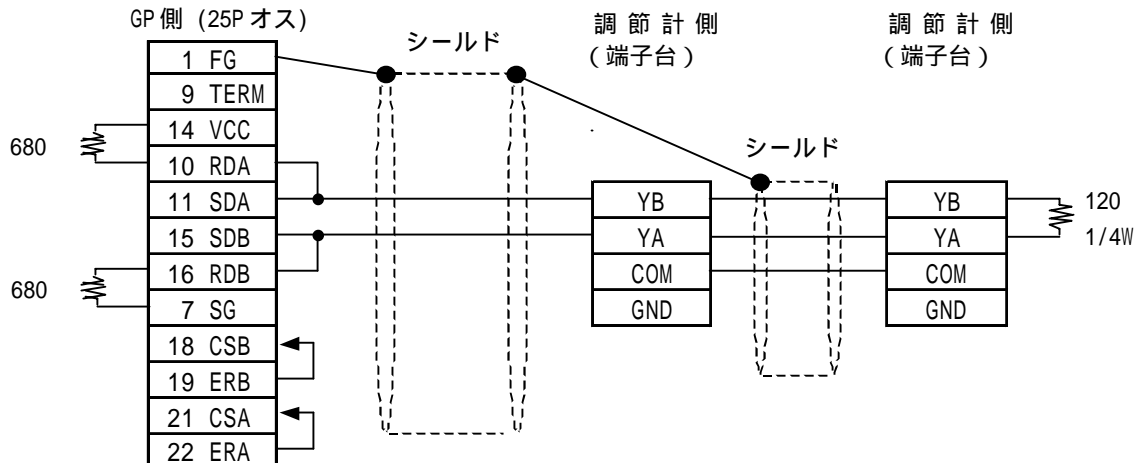 GP側 (25Pオス)
シールド
調節計側
(端子台)
調節計側
(端子台)
1 FG
9 TERM
14 VCC
10 RDA
11 SDA
15 SDB
16 RDB
7 SG
18 CSB
19 ERB
21 CSA
22 ERA
680
680
シールド
YB
YA
COM
GND
YB
YA
COM
GND
120
1/4W